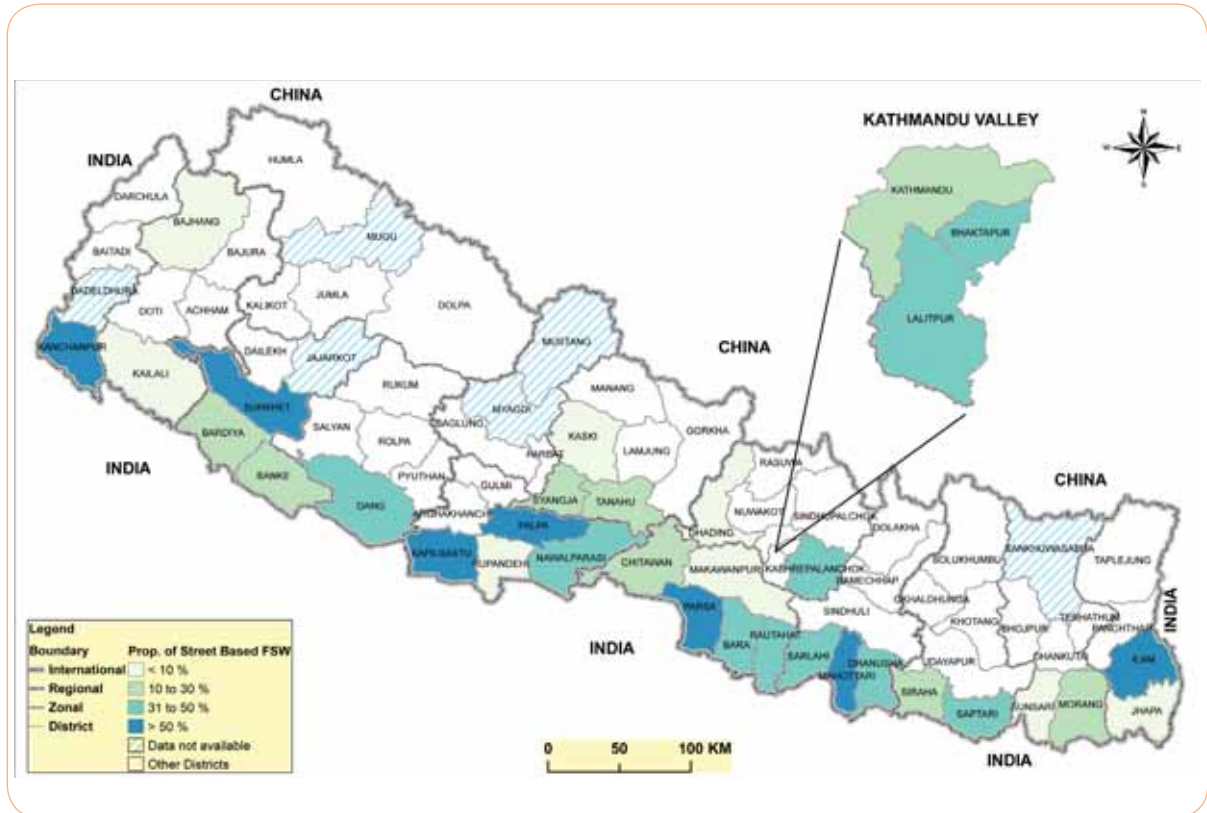 CHINA
KATHMANDU VALLEY
N
W
E
S
INDIA
HUMLA
DARCHULA
KATHMANDU
BAJHANG
BHAKTAPUR
MUGU
BAITADI
BAJURA
DADELDHURA
JUMLA
DOLPA
DOTI
ACHHAM
KALIKOT
LALITPUR
KANCHANPUR
MUSTANG
CHINA
DAILEKH
JAJARKOT
KAILALI
MANANG
RUKUM
SURKHET
MYAGDI
GORKHA
BAGLUNG
SALYAN
KASKI
BARDIYA
ROLPA
LAMJUNG
PARBAT
RASUWA
INDIA
BANKE
PYUTHAN
CHINA
GULMI
SYANGJA
TANAHU
NUWAKOT
SINDHUPALCHOK
DANG
ARGHAKHANCHI
DOLAKHA
PALPA
DHADING
SANKHUWASABHA
SOLUKHUMBU
TAPLEJUNG
KAPILBASTU
RUPANDEHI
NAWALPARASI
CHITAWAN
MAKAWANPUR
KABHREPALANCHOK
RAMECHHAP
OKHALDHUNGA
INDIA
PARSA
SINDHULI
KHOTANG
BHOJPUR
TERHATHUM
PANCHTHAR
INDIA
BARA
RAUTAHAT
SARLAHI
DHANKUTA
ILAM
UDAYAPUR
DHANUSHA
MAHOTTARI
SIRAHA
SAPTARI
SUNSARI
MORANG
JHAPA
INDIA
Legend
Boundary Prop. of Street Based FSW
International < 10 %
Regional 10 to 30 %
Zonal 31 to 50 %
District > 50 %
Data not available
Other Districts
0 50 100 KM